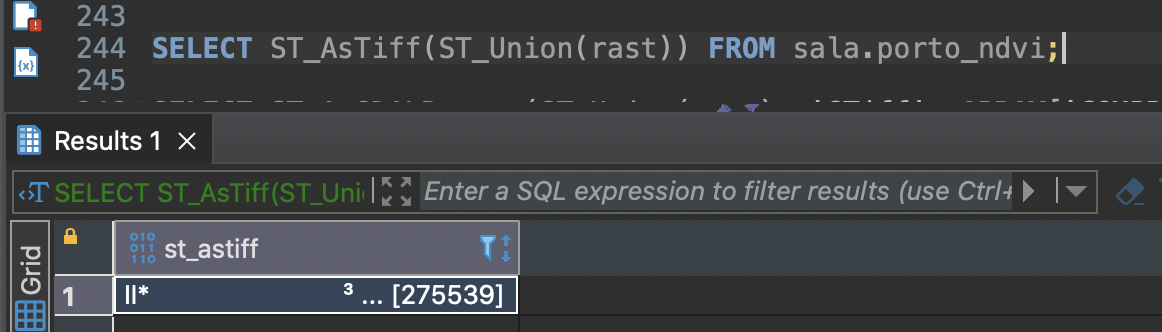 243
244 SELECT ST_AsTiff(ST_Union(rast)) FROM sala.porto_ndvi;
245
Results 1
SELECT ST_AsTiff(ST_Uni
Enter a SQL expression to filter results (use Ctrl+
Grid
st_astiff
1 II* ³ ... [275539]